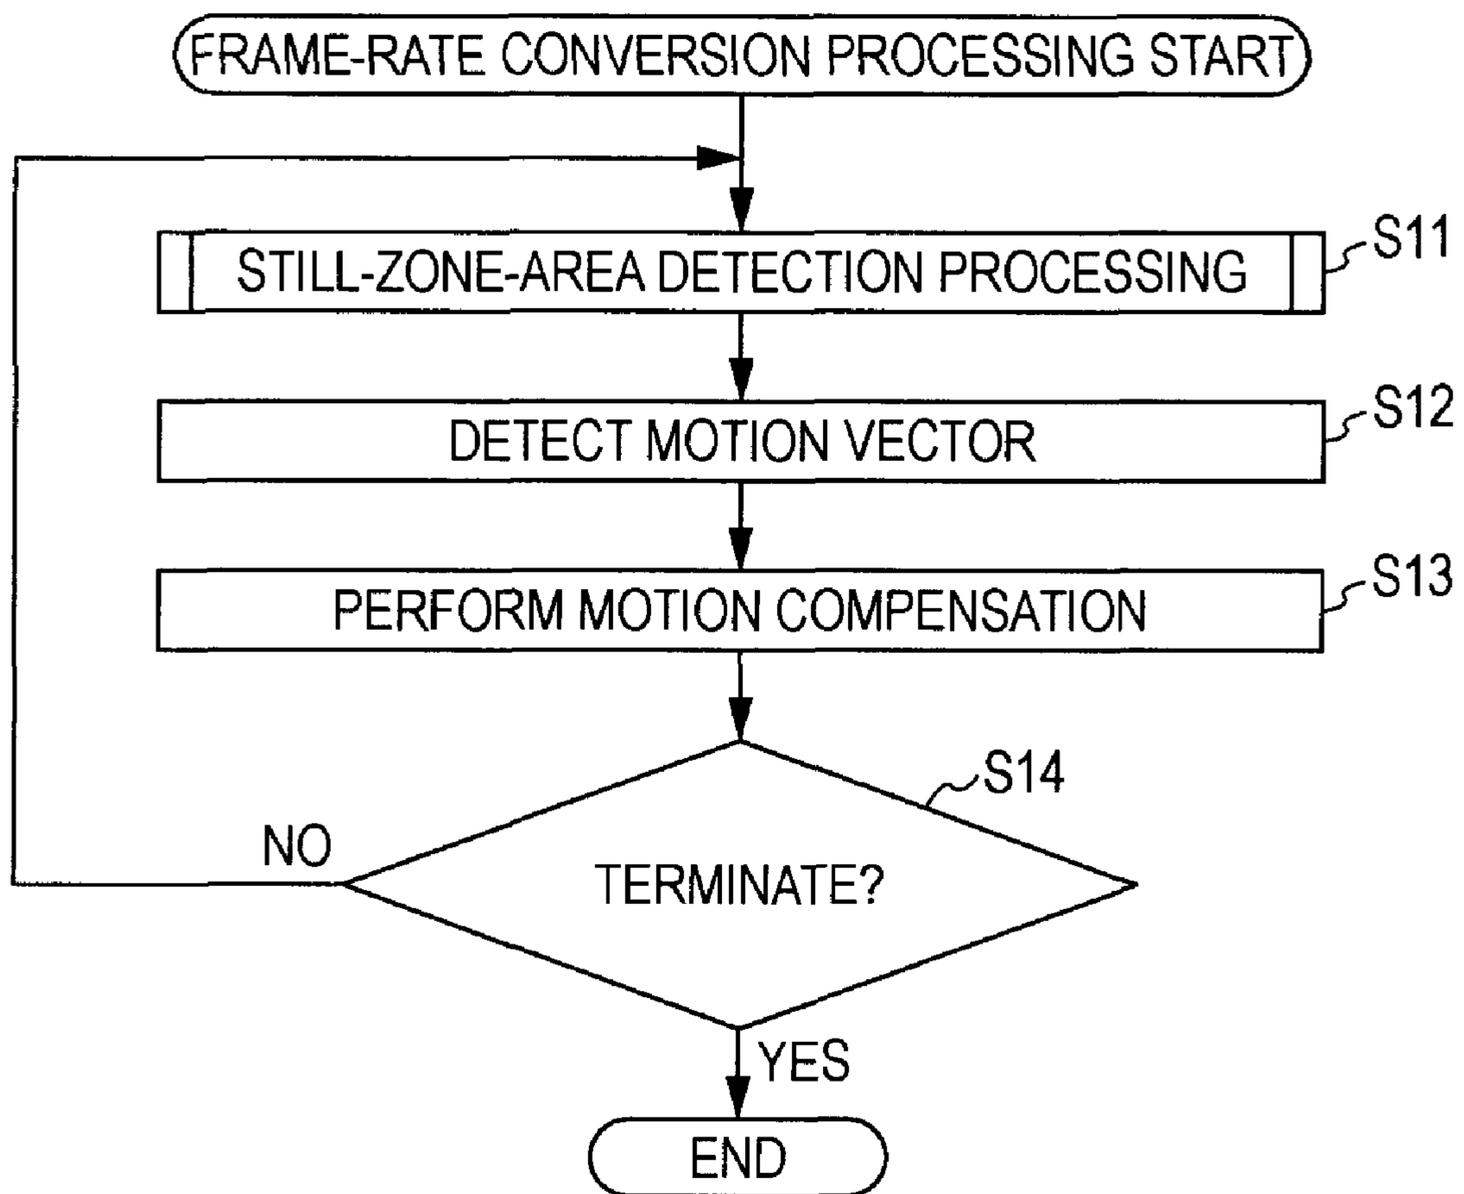 FRAME-RATE CONVERSION PROCESSING START
STILL-ZONE-AREA DETECTION PROCESSING
S11
DETECT MOTION VECTOR
S12
PERFORM MOTION COMPENSATION
S13
S14
NO
TERMINATE?
YES
END